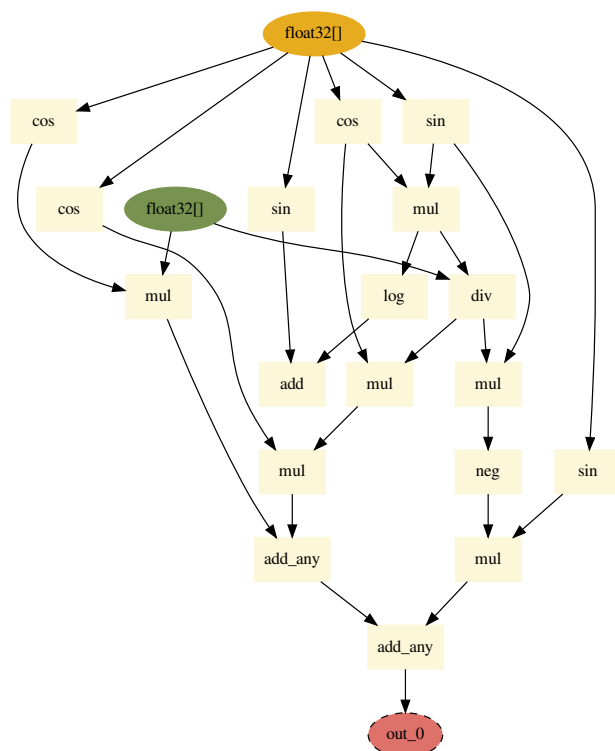 float32[]
cos
cos
sin
cos
float32[]
sin
mul
mul
log
div
add
mul
mul
mul
neg
sin
add_any
mul
add_any
out_0